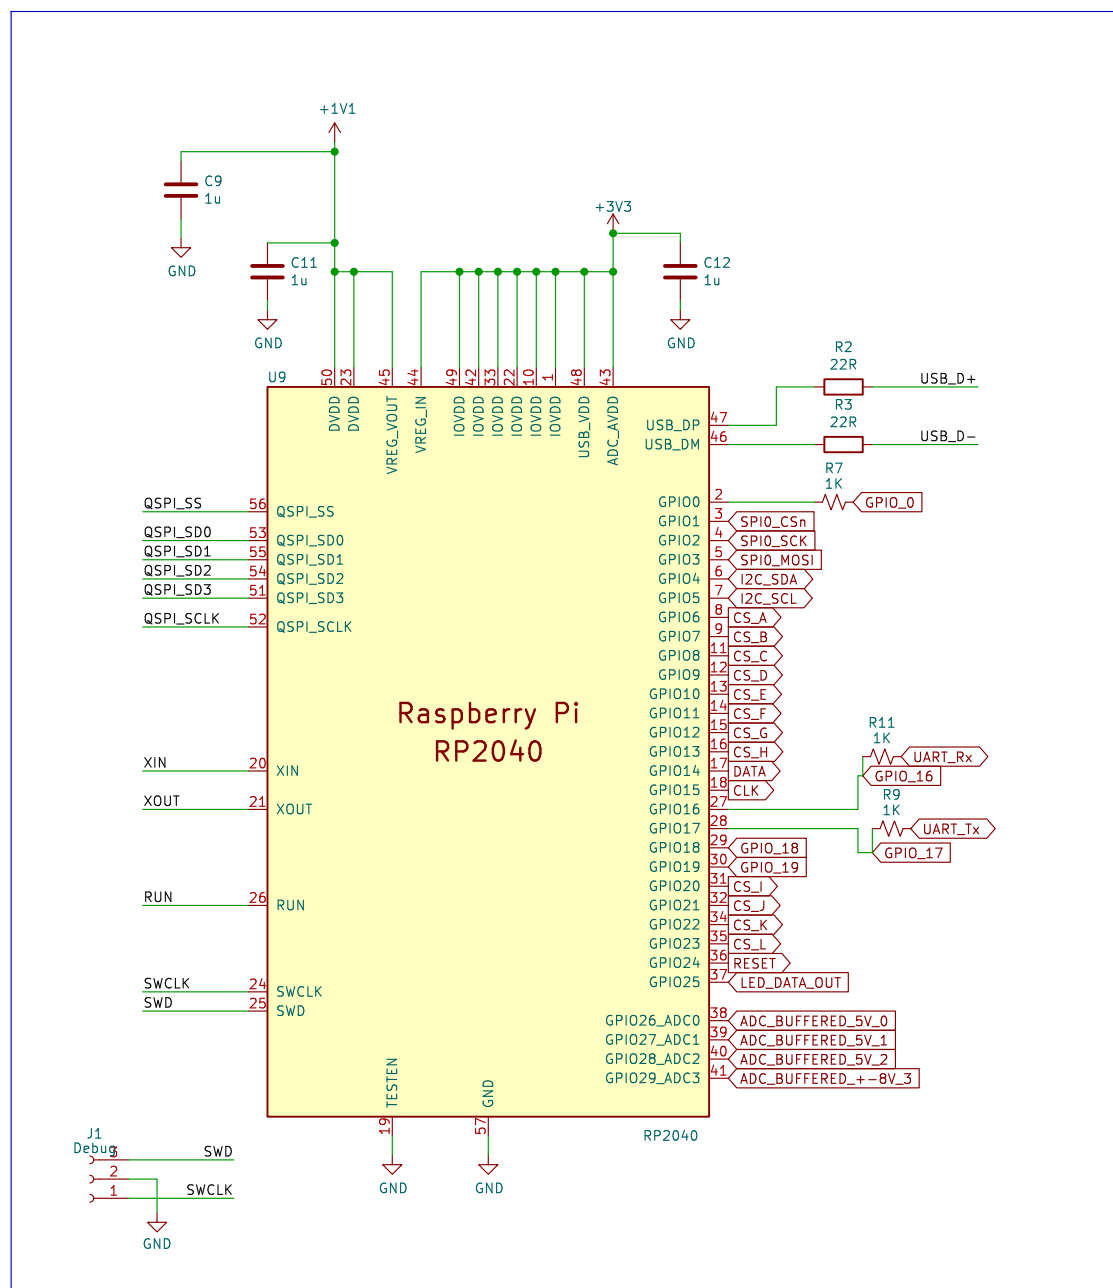 +1V1
C9
1u
GND
+3V3
C11
1u
GND
C12
1u
GND
U9
50
23
45
44
49
42
33
22
10
1
48
43
DVDD
DVDD
VREG_VOUT
VREG_IN
IOVDD
IOVDD
IOVDD
IOVDD
IOVDD
IOVDD
USB_VDD
ADC_AVDD
R2
22R
USB_D+
R3
22R
USB_D-
USB_DP 47
USB_DM 46
R7
1K
QSPI_SS 56 QSPI_SS
QSPI_SD0 53 QSPI_SD0
QSPI_SD1 55 QSPI_SD1
QSPI_SD2 54 QSPI_SD2
QSPI_SD3 51 QSPI_SD3
QSPI_SCLK 52 QSPI_SCLK
XIN 20 XIN
XOUT 21 XOUT
RUN 26 RUN
SWCLK 24 SWCLK
SWD 25 SWD
Raspberry Pi
RP2040
GPIO0 2 GPIO_0
GPIO1 3 SPI0_CSn
GPIO2 4 SPI0_SCK
GPIO3 5 SPI0_MOSI
GPIO4 6 I2C_SDA
GPIO5 7 I2C_SCL
GPIO6 8 CS_A
GPIO7 9 CS_B
GPIO8 11 CS_C
GPIO9 12 CS_D
GPIO10 13 CS_E
GPIO11 14 CS_F
GPIO12 15 CS_G
GPIO13 16 CS_H
GPIO14 17 DATA
GPIO15 18 CLK
R11
1K
UART_Rx
GPIO_16
GPIO16 27
R9
1K
GPIO17 28 UART_Tx
GPIO_17
GPIO18 29 GPIO_18
GPIO19 30 GPIO_19
GPIO20 31 CS_I
GPIO21 32 CS_J
GPIO22 34 CS_K
GPIO23 35 CS_L
GPIO24 36 RESET
GPIO25 37 LED_DATA_OUT
GPIO26_ADC0 38 ADC_BUFFERED_5V_0
GPIO27_ADC1 39 ADC_BUFFERED_5V_1
GPIO28_ADC2 40 ADC_BUFFERED_5V_2
GPIO29_ADC3 41 ADC_BUFFERED_+-8V_3
TESTEN
19
GND
GND
57
GND
RP2040
J1
Debug
3 SWD
2
1 SWCLK
GND